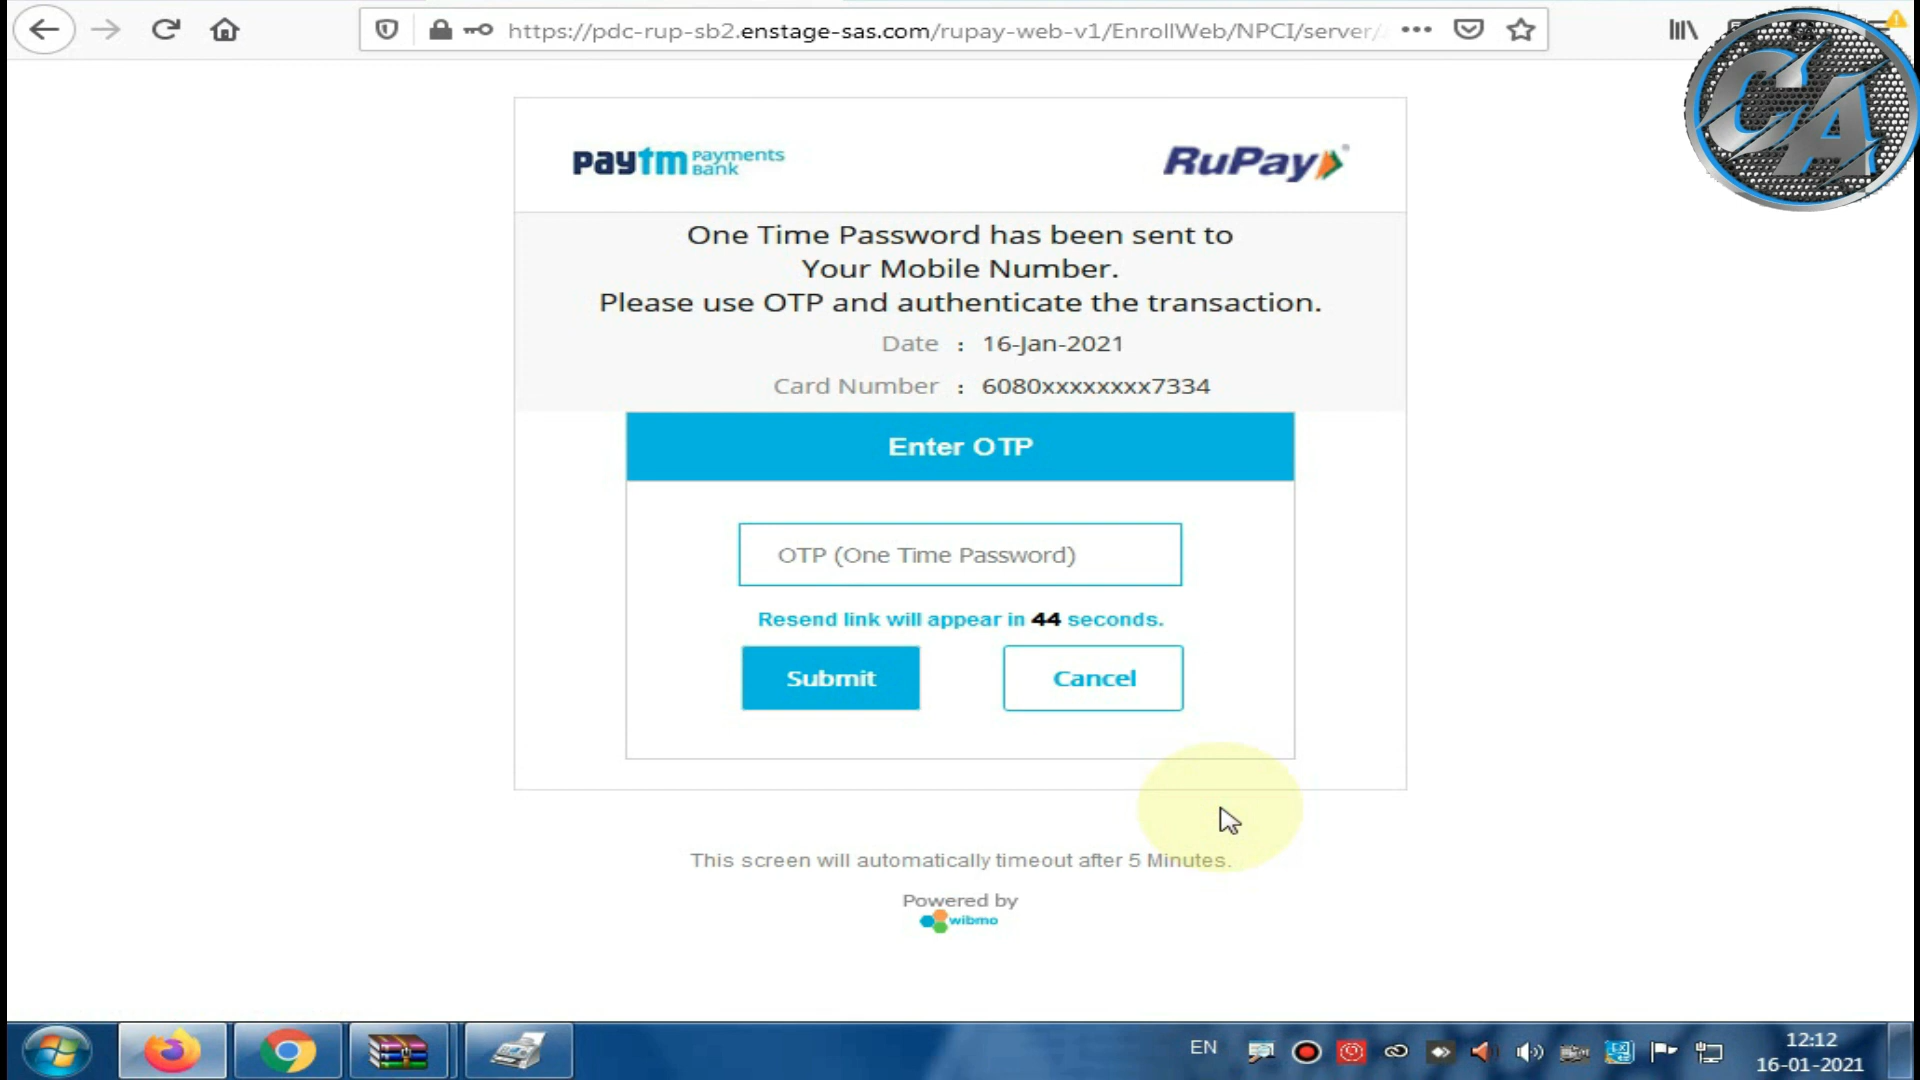 https://pdc-rup-sb2.enstage-sas.com/rupay-web-v1/EnrollWeb/NPCI/server/
CA
paytm Payments Bank
RuPay
One Time Password has been sent to
Your Mobile Number.
Please use OTP and authenticate the transaction.
Date : 16-Jan-2021
Card Number : 6080xxxxxxxx7334
Enter OTP
OTP (One Time Password)
Resend link will appear in 44 seconds.
Submit Cancel
This screen will automatically timeout after 5 Minutes.
Powered by
wibmo
EN
12:12
16-01-2021